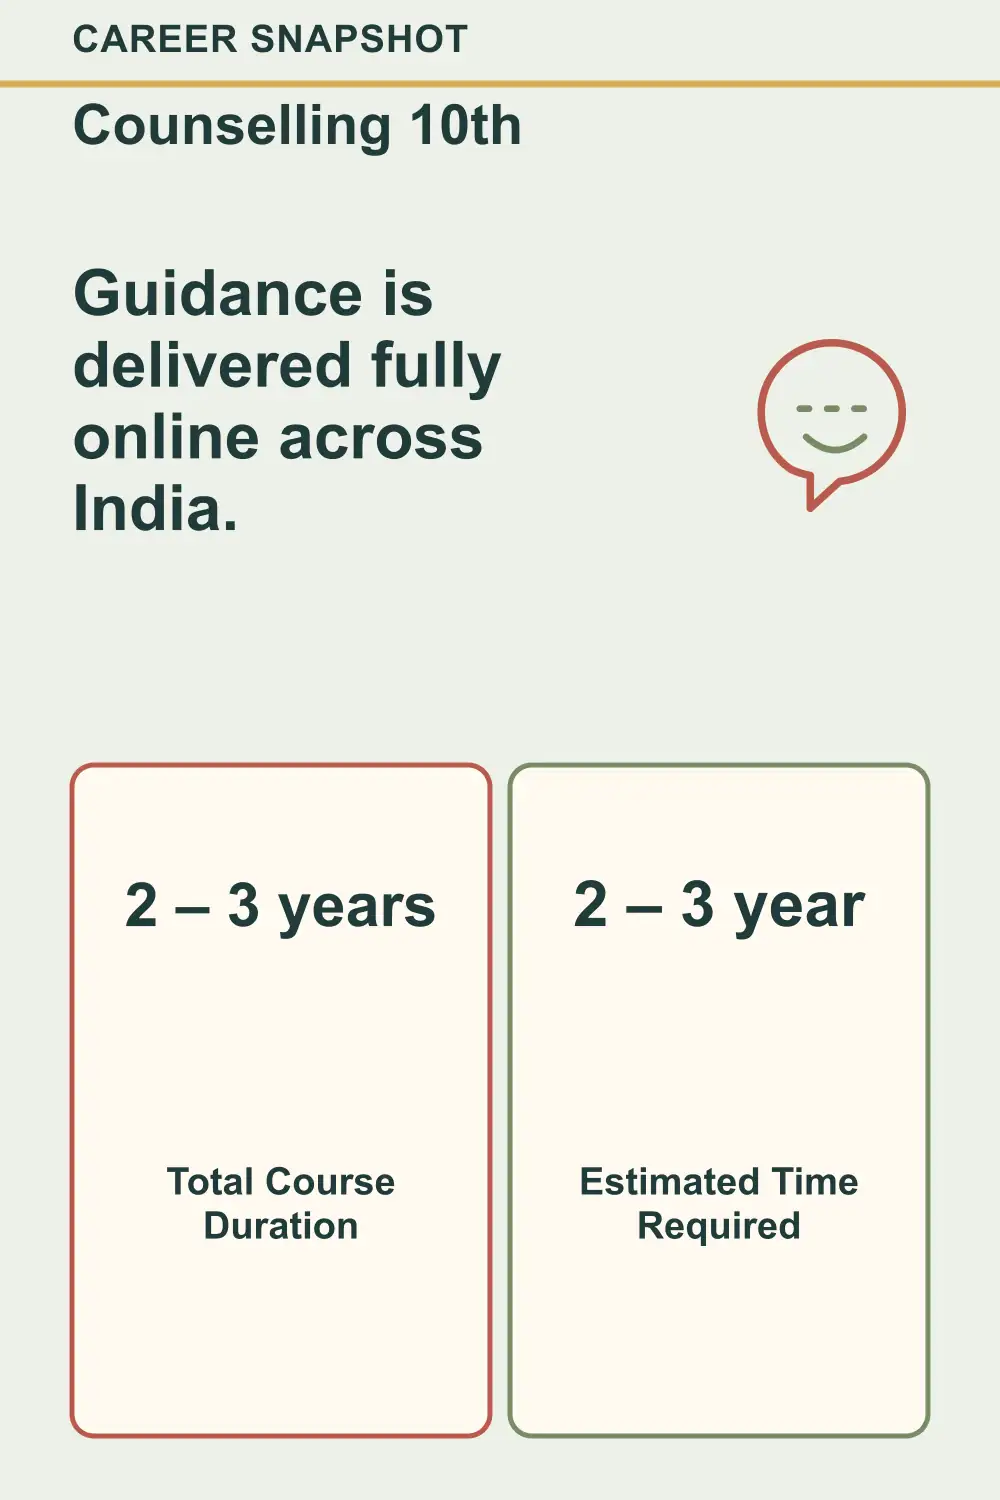 CAREER SNAPSHOT
Counselling 10th
Guidance is
delivered fully
online across
India.
2 – 3 years
Total Course
Duration
2 – 3 year
Estimated Time
Required